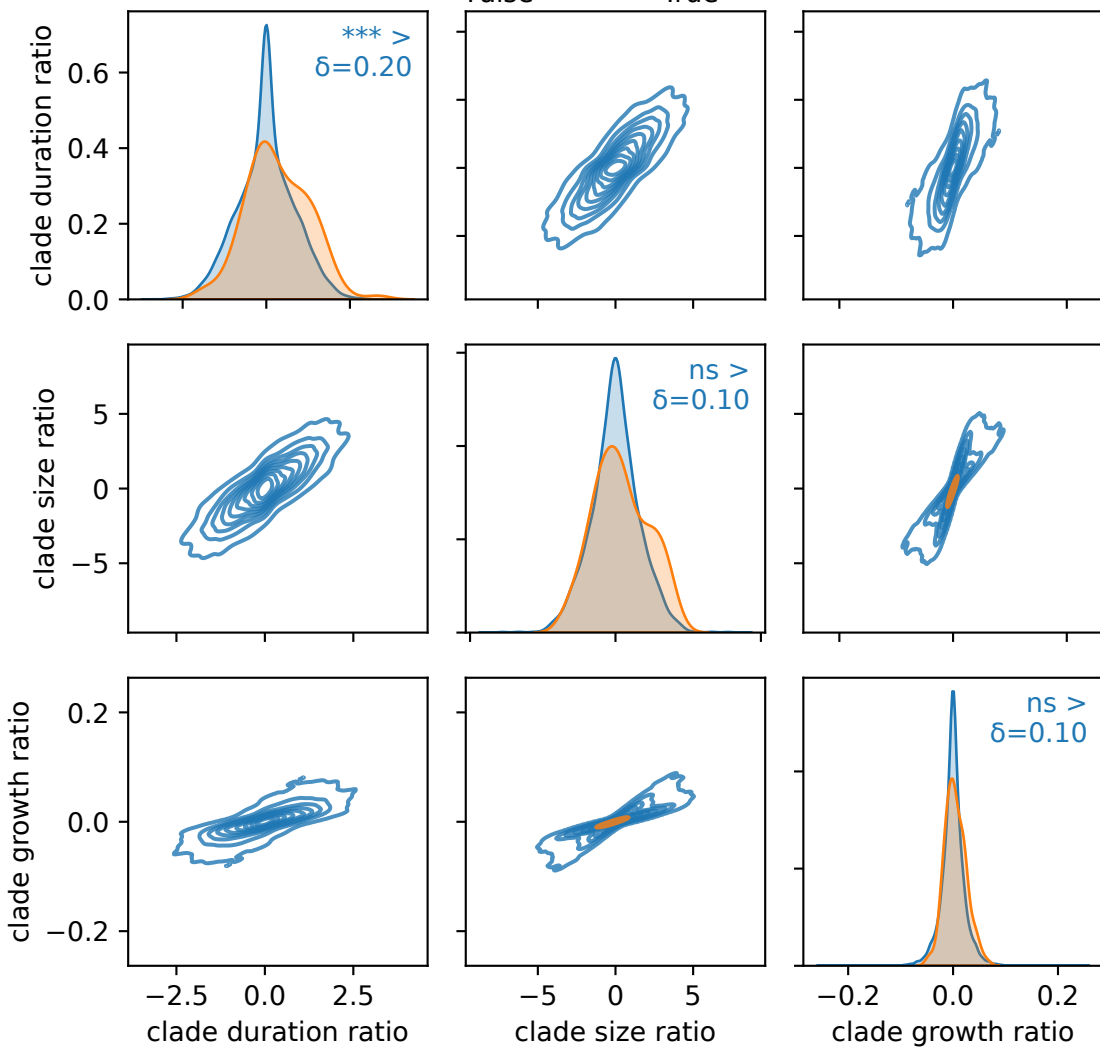 clade duration ratio
0.6
0.4
0.2
0.0
*** >
δ=0.20
clade size ratio
5
0
−5
ns >
δ=0.10
clade growth ratio
0.2
0.0
−0.2
ns >
δ=0.10
−2.5 0.0 2.5
−5 0 5
−0.2 0.0 0.2
clade duration ratio
clade size ratio
clade growth ratio